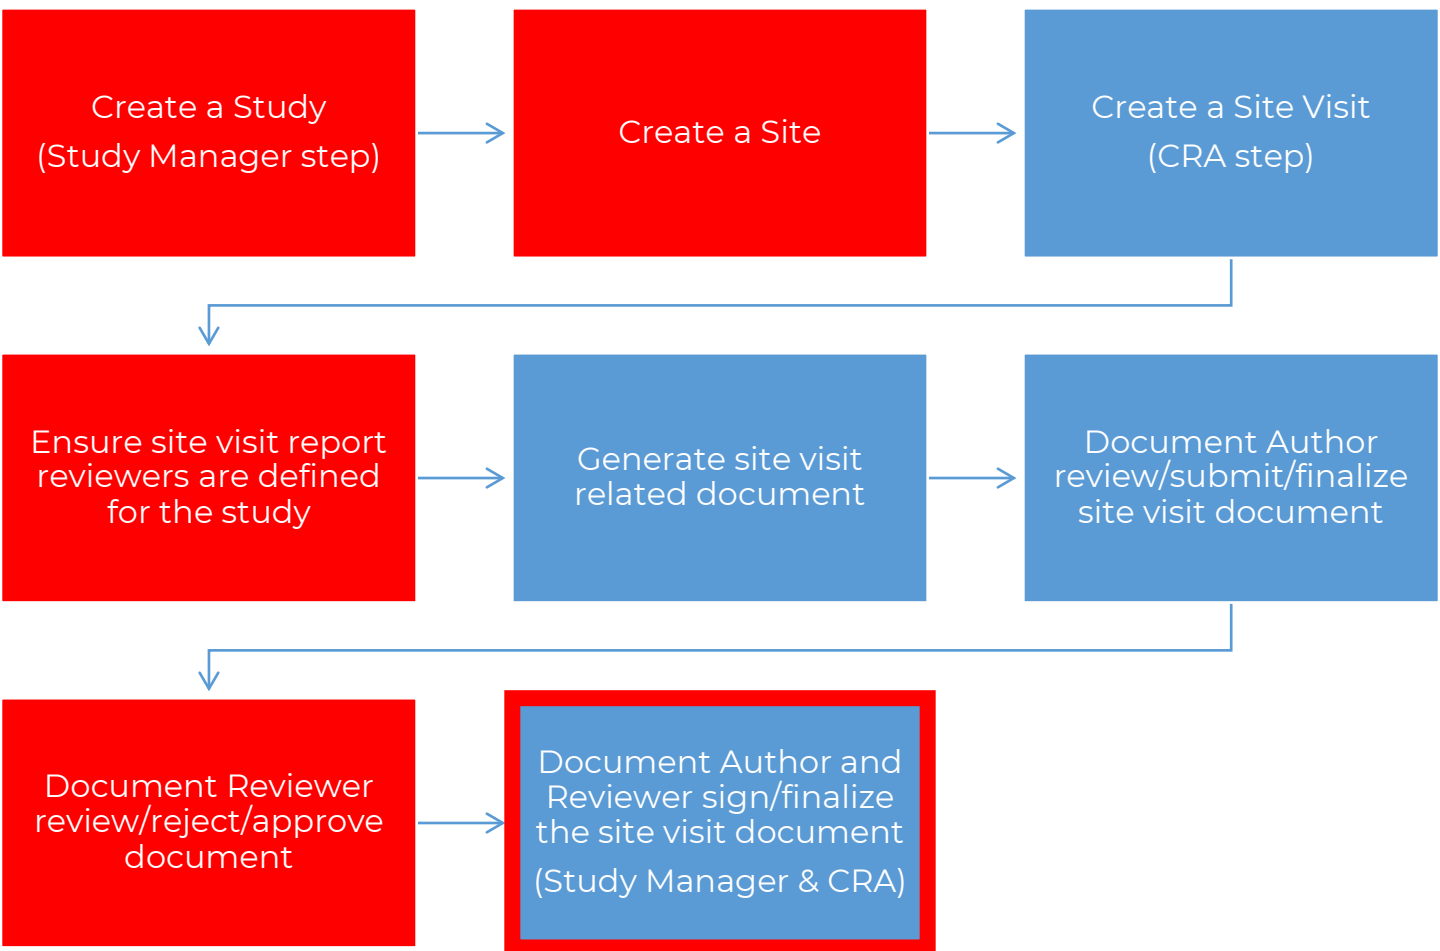 Create a Study
(Study Manager step)
Create a Site
Create a Site Visit
(CRA step)
Ensure site visit report
reviewers are defined
for the study
Generate site visit
related document
Document Author
review/submit/finalize
site visit document
Document Reviewer
review/reject/approve
document
Document Author and
Reviewer sign/finalize
the site visit document
(Study Manager & CRA)